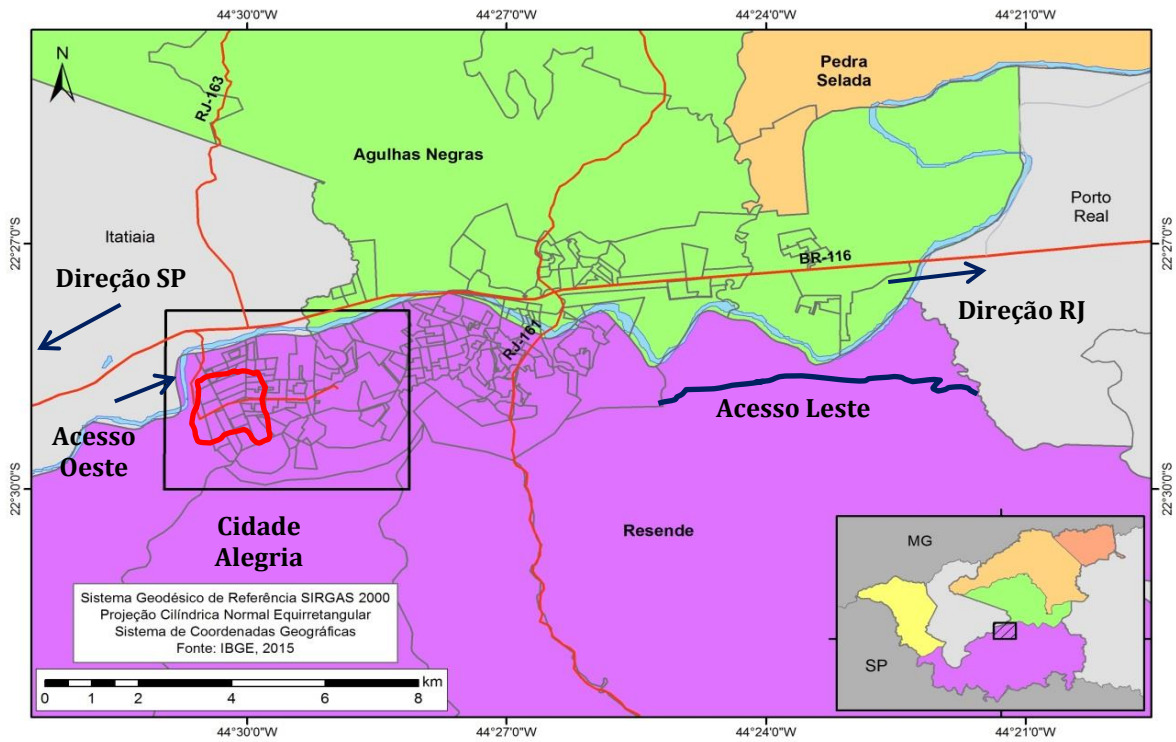 44°30'0"W
44°27'0"W
44°24'0"W
44°21'0"W
N
RJ-163
Pedra
Selada
Agulhas Negras
Porto
Real
22°27'0"S
22°27'0"S
Itatiaia
BR-116
Direção SP
Direção RJ
RJ-161
Acesso Leste
Acesso
Oeste
22°30'0"S
22°30'0"S
Cidade
Alegria
Resende
MG
SP
Sistema Geodésico de Referência SIRGAS 2000
Projeção Cilíndrica Normal Equirretangular
Sistema de Coordenadas Geográficas
Fonte: IBGE, 2015
km
0 1 2 4 6 8
44°30'0"W
44°27'0"W
44°24'0"W
44°21'0"W